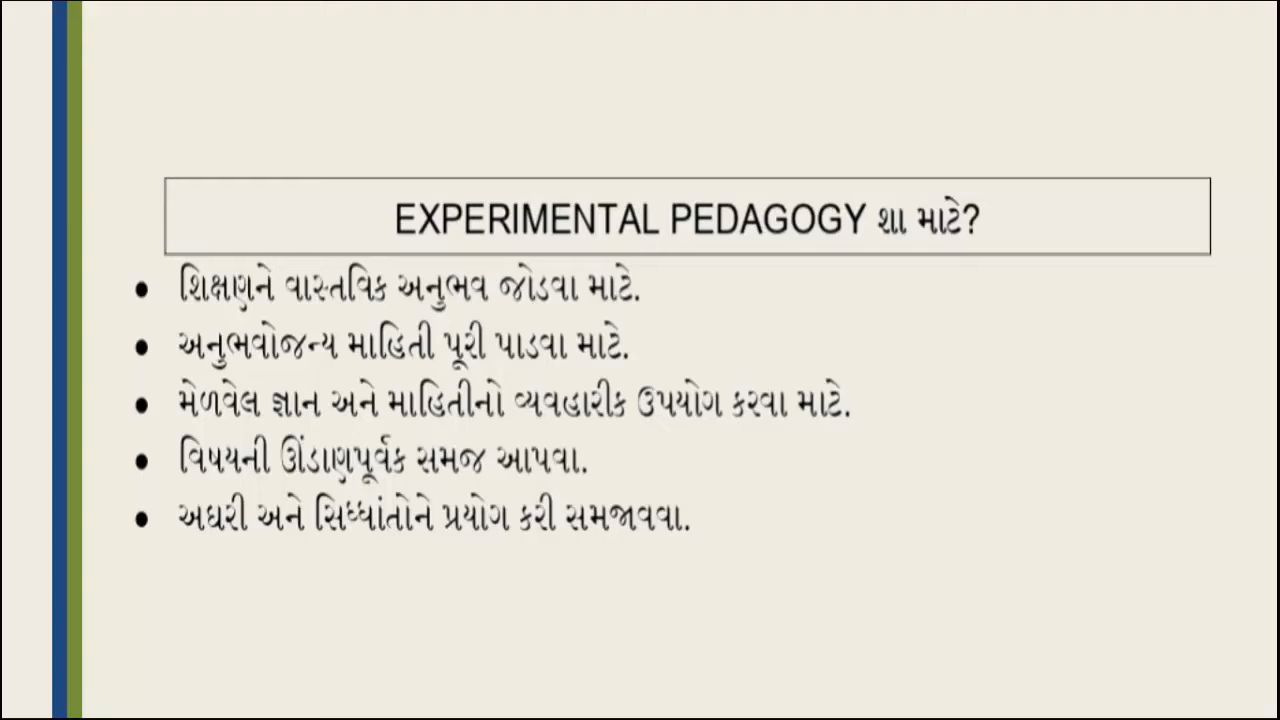 EXPERIMENTAL PEDAGOGY શા માટે?
• શિક્ષણને વાસ્તવિક અનુભવ જોડવા માટે.
• અનુભવોજન્ય માહિતી પૂરી પાડવા માટે.
• મેળવેલ જ્ઞાન અને માહિતીનો વ્યવહારીક ઉપયોગ કરવા માટે.
• વિષયની ઊંડાણપૂર્વક સમજ આપવા.
• અઘરી અને સિધ્ધાંતોને પ્રયોગ કરી સમજાવવા.